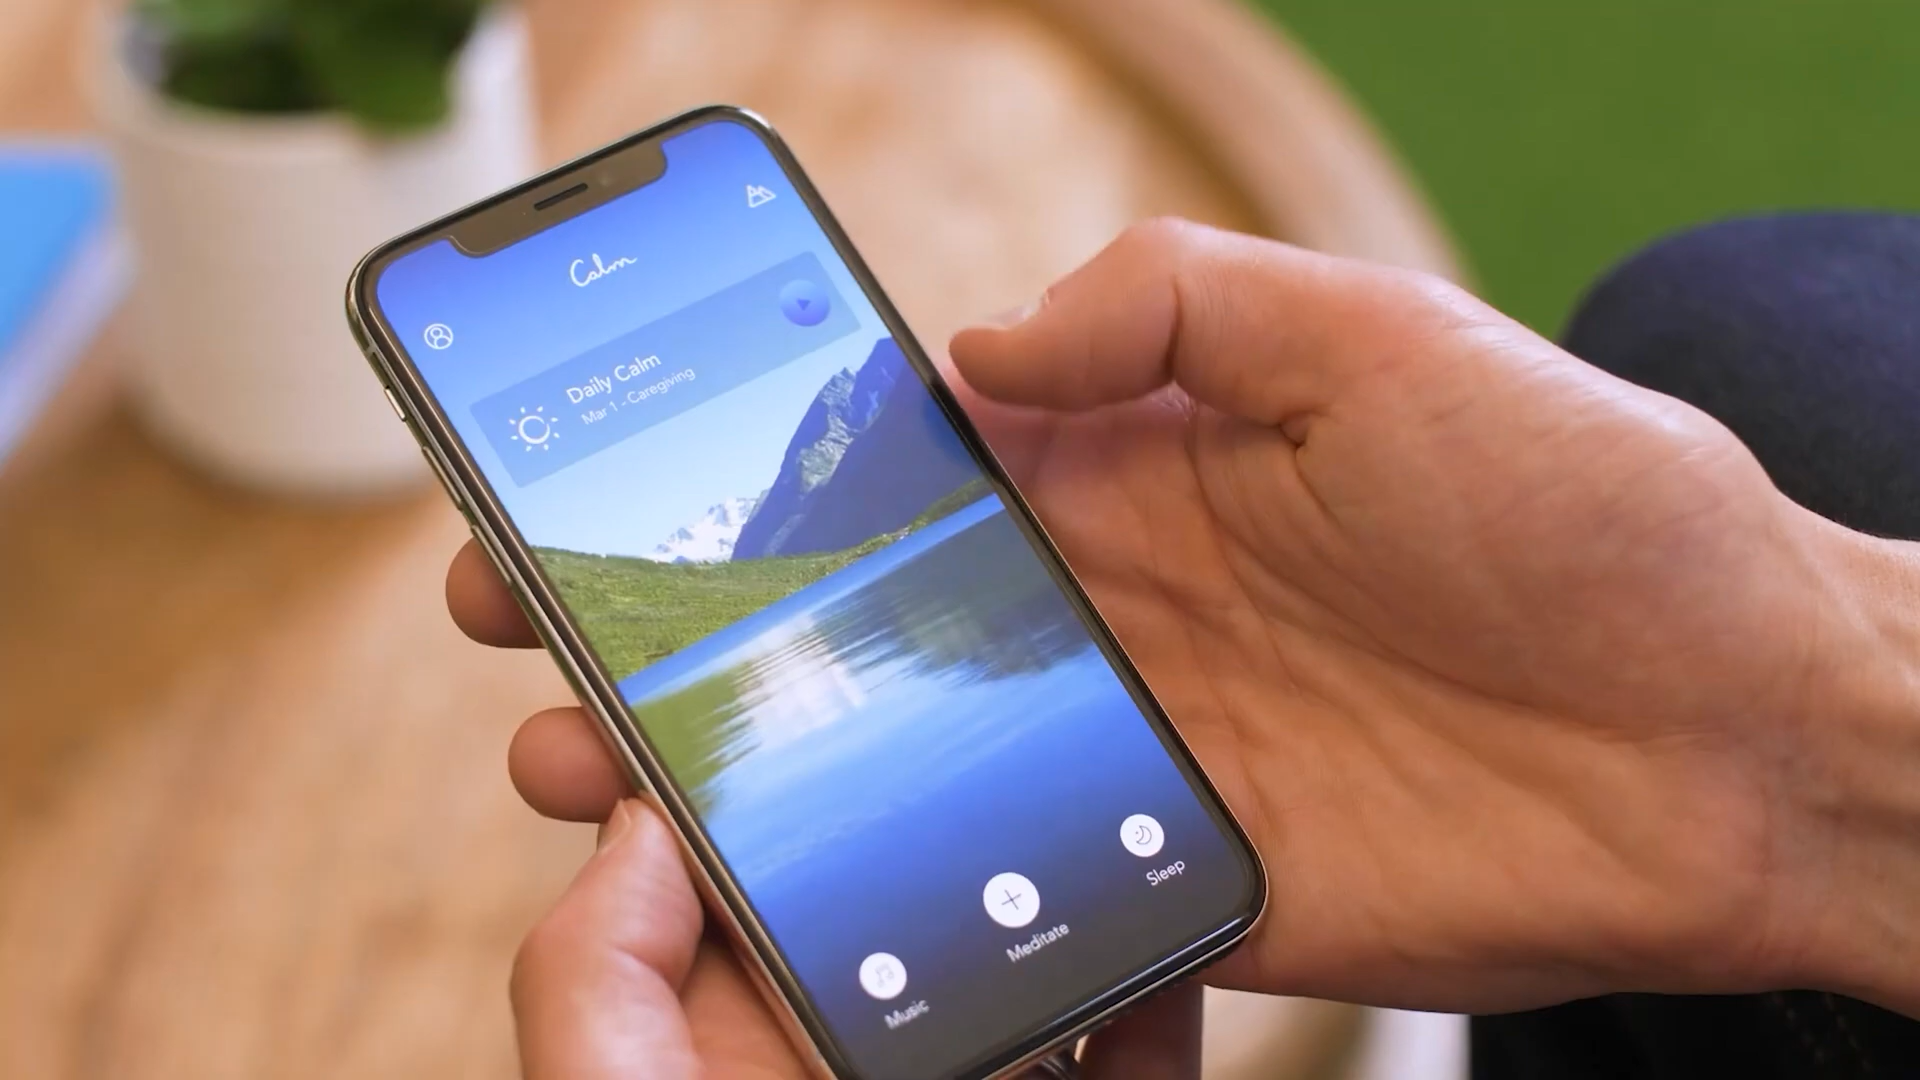 Calm
Daily Calm
Mar 1 - Caregiving
Music
Meditate
Sleep